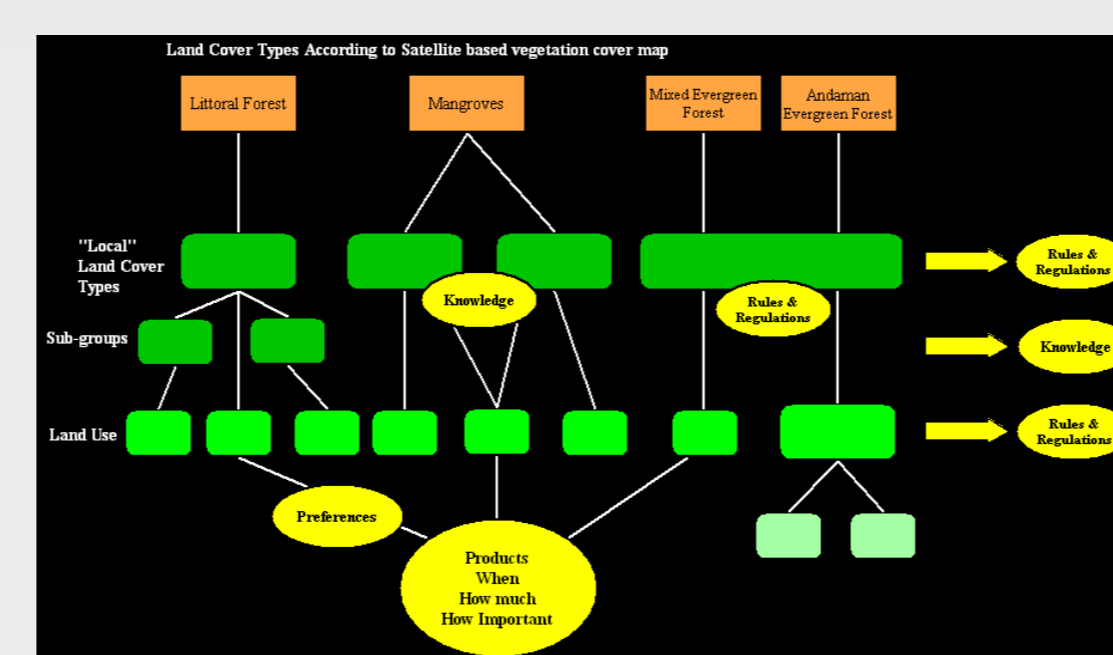 Land Cover Types According to Satellite based vegetation cover map
Littoral Forest
Mangroves
Mixed Evergreen
Forest
Andaman
Evergreen Forest
"Local"
Land Cover
Types
Rules &
Regulations
Knowledge
Rules &
Regulations
Sub-groups
Knowledge
Land Use
Rules &
Regulations
Preferences
Products
When
How much
How Important